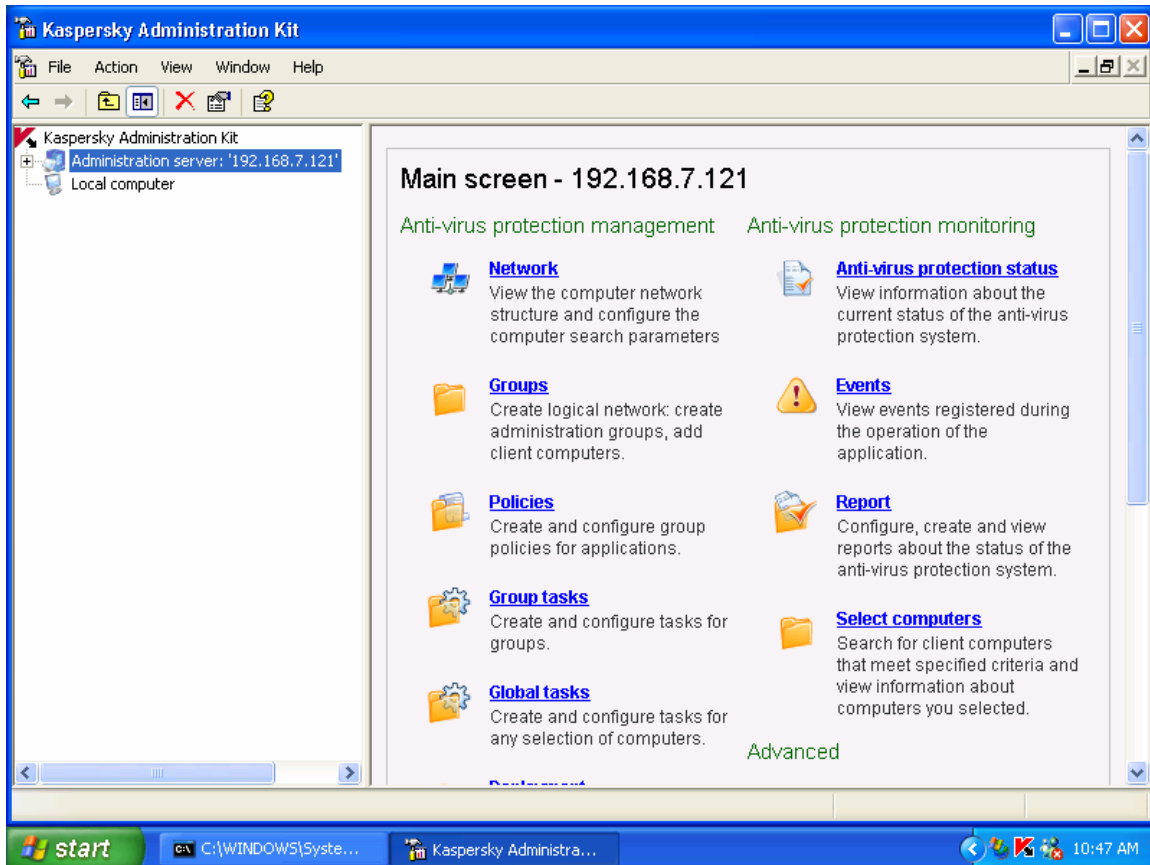 Kaspersky Administration Kit
File Action View Window Help
Kaspersky Administration Kit
Administration server: '192.168.7.121'
Local computer
Main screen - 192.168.7.121
Anti-virus protection management
Network
View the computer network
structure and configure the
computer search parameters
Groups
Create logical network: create
administration groups, add
client computers.
Policies
Create and configure group
policies for applications.
Group tasks
Create and configure tasks for
groups.
Global tasks
Create and configure tasks for
any selection of computers.
Deployment
Anti-virus protection monitoring
Anti-virus protection status
View information about the
current status of the anti-virus
protection system.
Events
View events registered during
the operation of the
application.
Report
Configure, create and view
reports about the status of the
anti-virus protection system.
Select computers
Search for client computers
that meet specified criteria and
view information about
computers you selected.
Advanced
start
C:\WINDOWS\Syste...
Kaspersky Administra...
10:47 AM